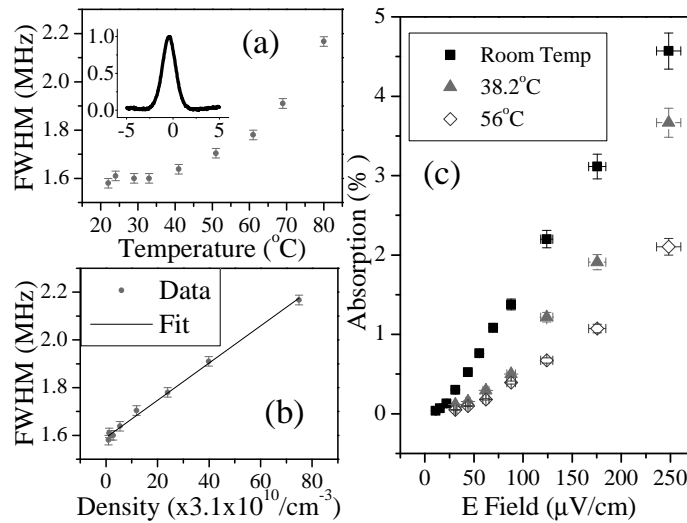 2.2
2.0
1.8
1.6
FWHM (MHz)
1.0
0.5
0.0
-5
0
5
(a)
20 30 40 50 60 70 80
Temperature (°C)
2.2
2.0
1.8
1.6
FWHM (MHz)
Data
Fit
(b)
0 20 40 60 80
Density (x3.1x10^10/cm^-3)
5
4
3
2
1
0
Absorption (%)
Room Temp
38.2°C
56°C
(c)
0 50 100 150 200 250
E Field (μV/cm)